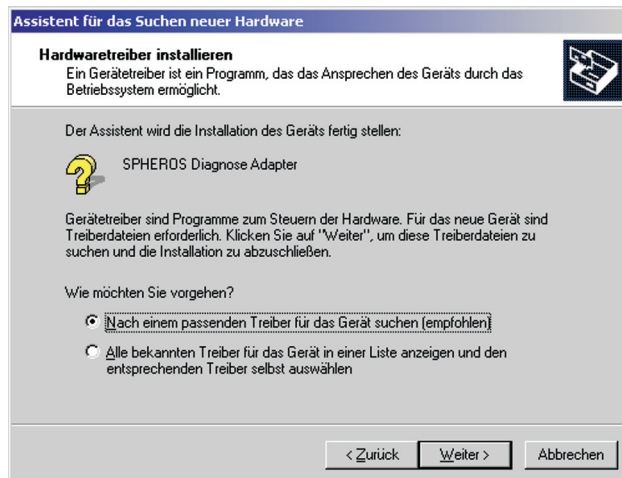 Assistent für das Suchen neuer Hardware
Hardwaretreiber installieren
Ein Gerätetreiber ist ein Programm, das das Ansprechen des Geräts durch das
Betriebssystem ermöglicht.
Der Assistent wird die Installation des Geräts fertig stellen:
SPHEROS Diagnose Adapter
Gerätetreiber sind Programme zum Steuern der Hardware. Für das neue Gerät sind
Treiberdateien erforderlich. Klicken Sie auf "Weiter", um diese Treiberdateien zu
suchen und die Installation zu abzuschließen.
Wie möchten Sie vorgehen?
Nach einem passenden Treiber für das Gerät suchen (empfohlen)
Alle bekannten Treiber für das Gerät in einer Liste anzeigen und den
entsprechenden Treiber selbst auswählen
< Zurück Weiter > Abbrechen